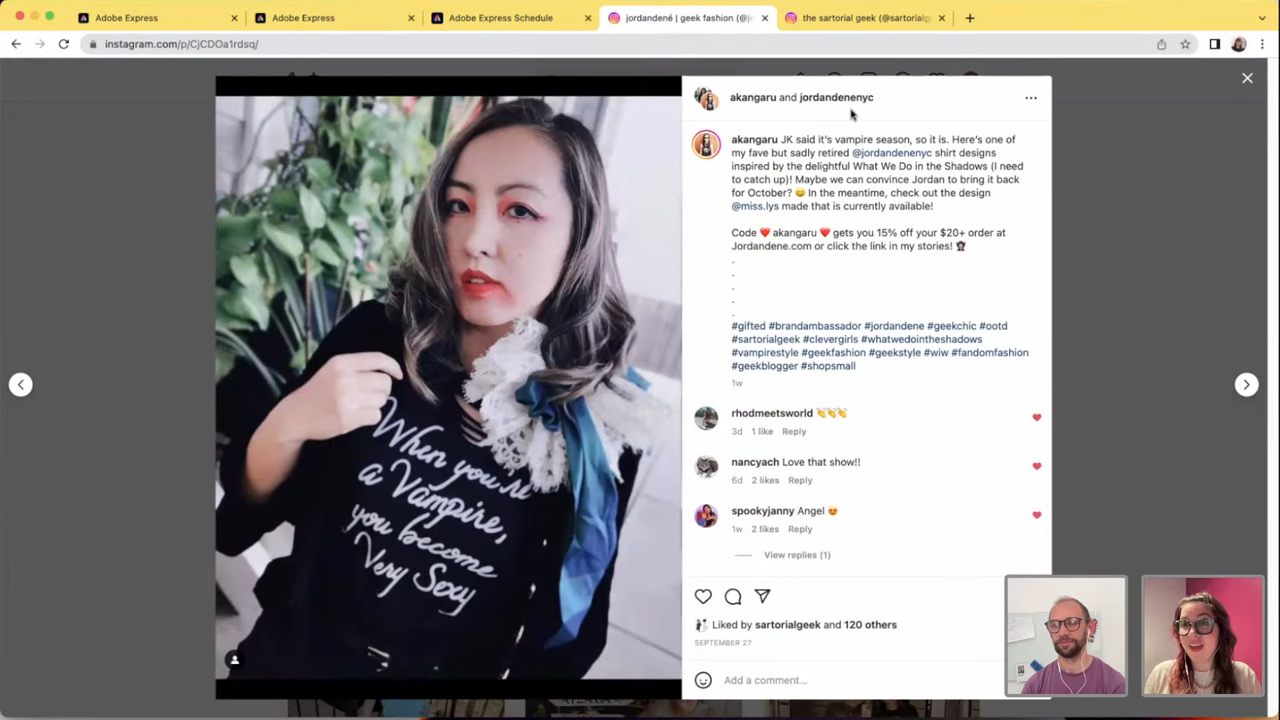 Adobe Express
Adobe Express
Adobe Express Schedule
jordandené | geek fashion (@jo
the sartorial geek (@sartorialg
instagram.com/p/CjCDOa1rdsq/
akangaru and jordandenenyc
akangaru JK said it's vampire season, so it is. Here's one of
my fave but sadly retired @jordandenenyc shirt designs
inspired by the delightful What We Do in the Shadows (I need
to catch up)! Maybe we can convince Jordan to bring it back
for October? 😄 In the meantime, check out the design
@miss.lys made that is currently available!
Code ❤️ akangaru ❤️ gets you 15% off your $20+ order at
Jordandene.com or click the link in my stories! 🧛🏻‍♀️
.
.
.
.
.
#gifted #brandambassador #jordandene #geekchic #ootd
#sartorialgeek #clevergirls #whatwedointheshadows
#vampirestyle #geekfashion #geekstyle #wiw #fandomfashion
#geekblogger #shopsmall
1w
rhodmeetsworld 👏👏👏
3d 1 like Reply
nancyach Love that show!!
6d 2 likes Reply
spookyjanny Angel 😍
1w 2 likes Reply
View replies (1)
Liked by sartorialgeek and 120 others
SEPTEMBER 27
Add a comment...
When you're
a Vampire,
you become
Very Sexy